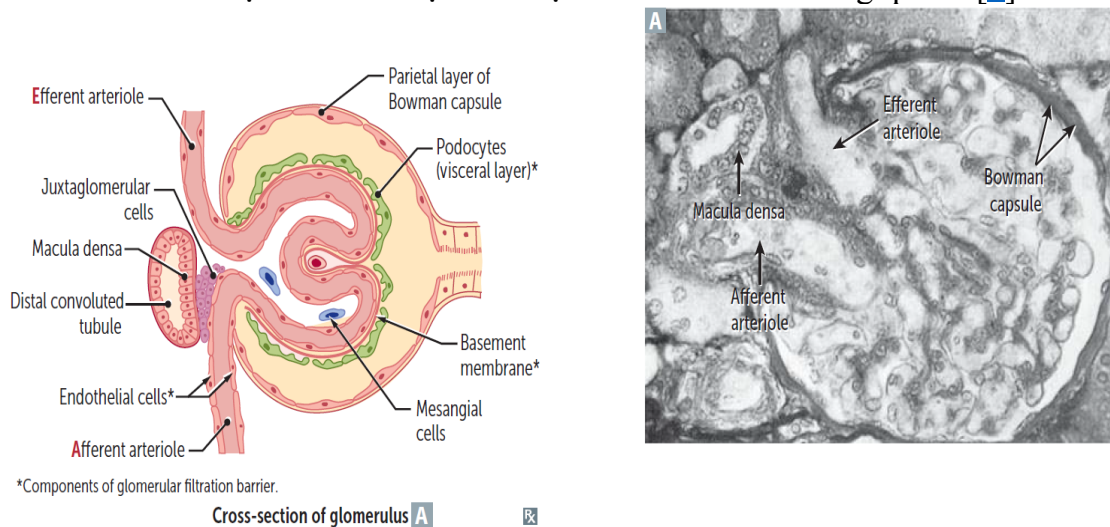 A
Efferent arteriole
Juxtaglomerular
cells
Macula densa
Distal convoluted
tubule
Endothelial cells*
Afferent arteriole
Parietal layer of
Bowman capsule
Podocytes
(visceral layer)*
Basement
membrane*
Mesangial
cells
*Components of glomerular filtration barrier.
Cross-section of glomerulus A
Rx
Efferent
arteriole
Bowman
capsule
Macula densa
Afferent
arteriole